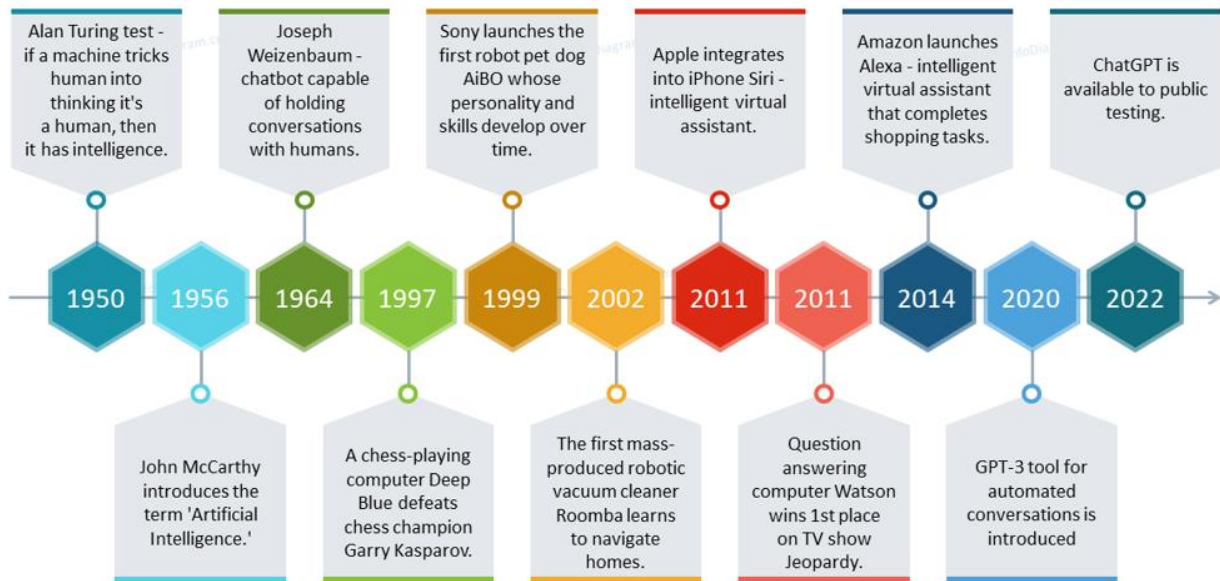 Alan Turing test -
if a machine tricks
human into
thinking it's
a human, then
it has intelligence.
Joseph
Weizenbaum -
chatbot capable
of holding
conversations
with humans.
Sony launches the
first robot pet dog
AiBO whose
personality and
skills develop over
time.
Apple integrates
into iPhone Siri -
intelligent virtual
assistant.
Amazon launches
Alexa - intelligent
virtual assistant
that completes
shopping tasks.
ChatGPT is
available to public
testing.
1950
1956
1964
1997
1999
2002
2011
2011
2014
2020
2022
John McCarthy
introduces the
term 'Artificial
Intelligence.'
A chess-playing
computer Deep
Blue defeats
chess champion
Garry Kasparov.
The first mass-
produced robotic
vacuum cleaner
Roomba learns
to navigate
homes.
Question
answering
computer Watson
wins 1st place
on TV show
Jeopardy.
GPT-3 tool for
automated
conversations is
introduced